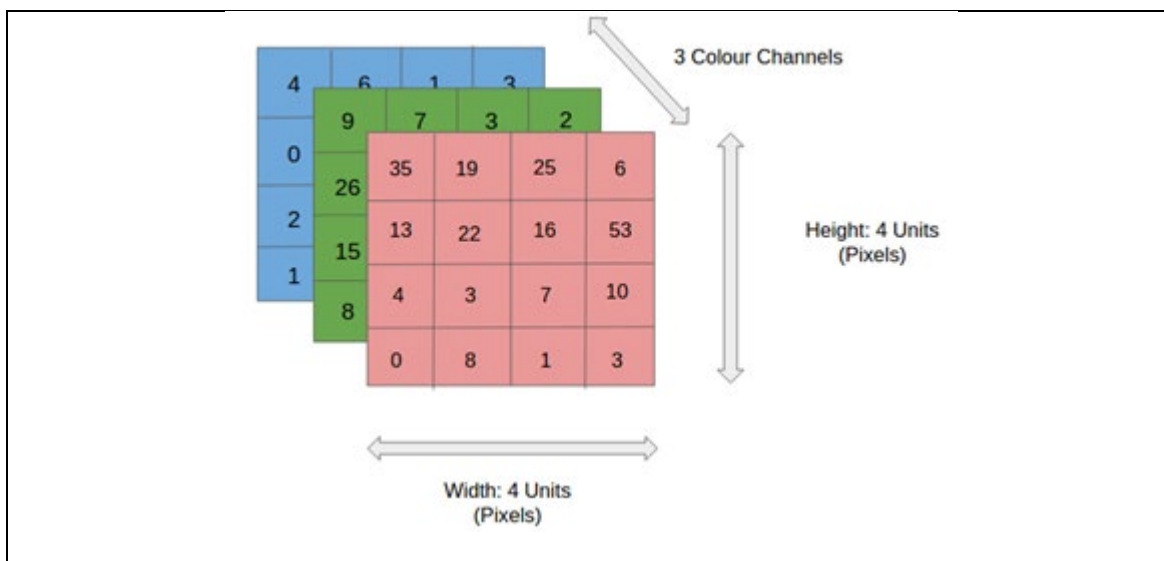 3 Colour Channels
4 6 1 3
9 7 3 2
35 19 25 6
0
26
13 22 16 53
Height: 4 Units
(Pixels)
2
15
4 3 7 10
1
8
0 8 1 3
Width: 4 Units
(Pixels)